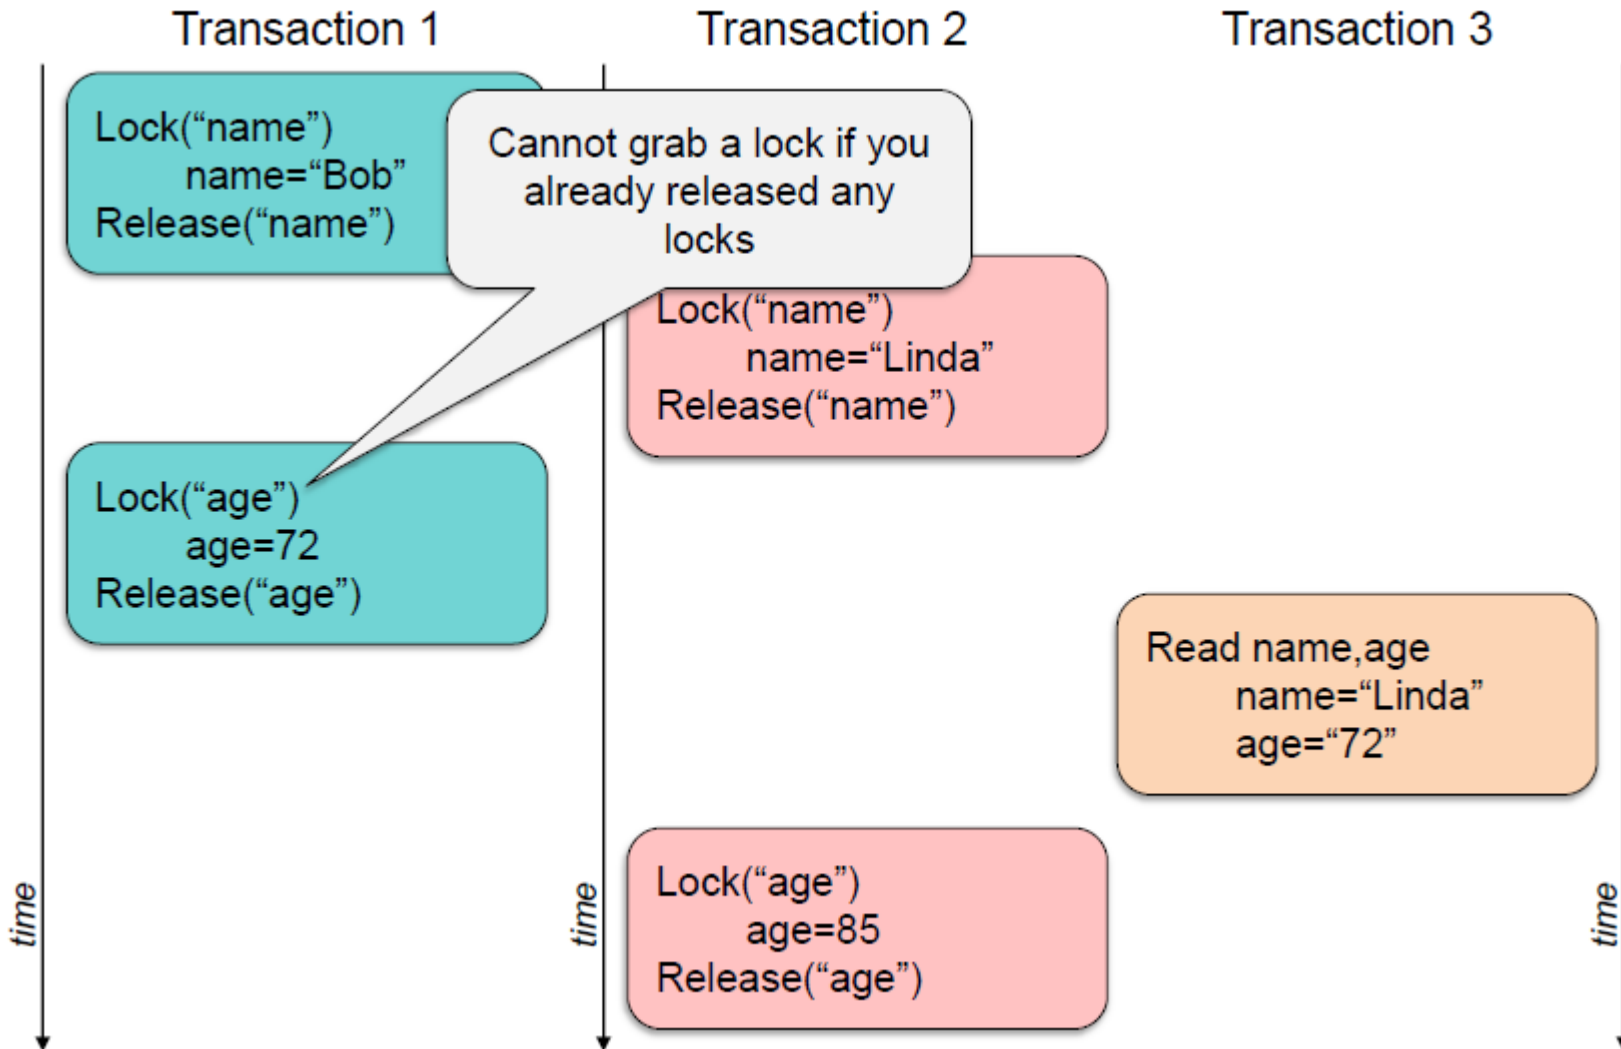 Transaction 1
Transaction 2
Transaction 3
Lock(“name”)
name=“Bob”
Release(“name”)
Cannot grab a lock if you
already released any
locks
Lock(“name”)
name=“Linda”
Release(“name”)
Lock(“age”)
age=72
Release(“age”)
Read name,age
name=“Linda”
age=“72”
Lock(“age”)
age=85
Release(“age”)
time
time
time